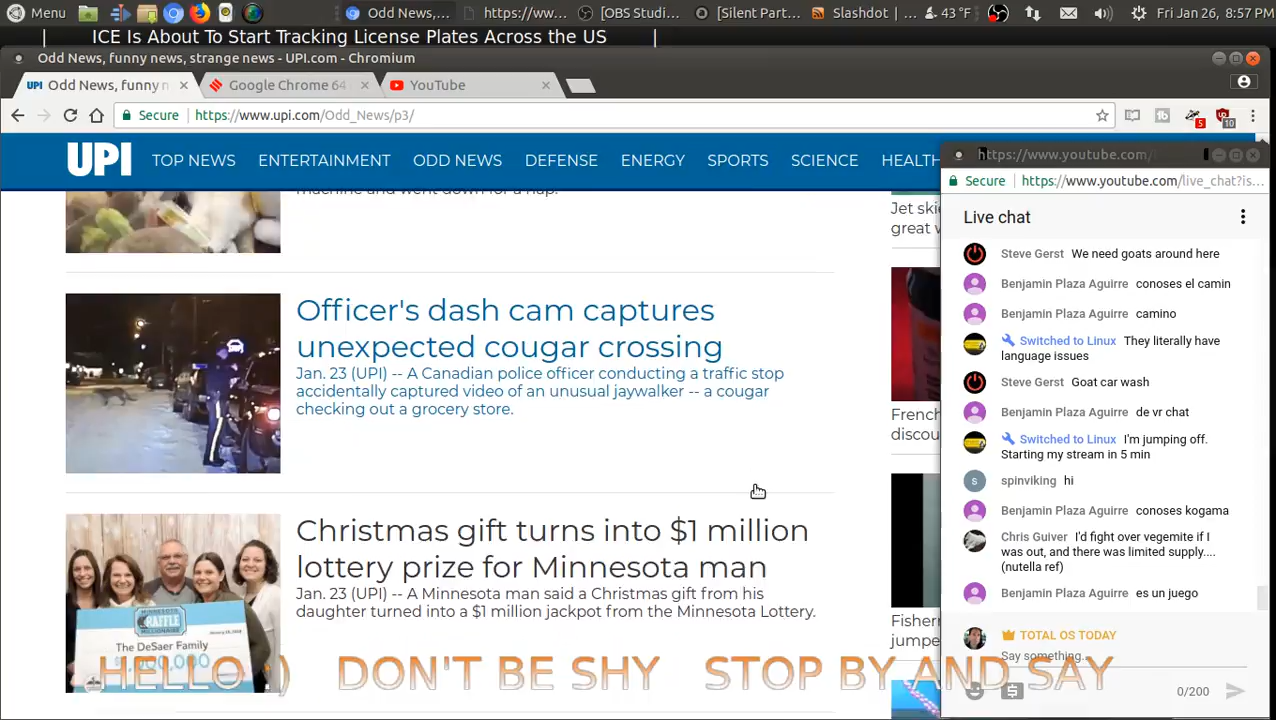 Menu
Odd News,...
https://ww...
[OBS Studi...
[Silent Part...
Slashdot | ...
43 °F
Fri Jan 26, 8:57 PM
| ICE Is About To Start Tracking License Plates Across the US |
Odd News, funny news, strange news - UPI.com - Chromium
UPI Odd News, funny n
Google Chrome 64
YouTube
Secure https://www.upi.com/Odd_News/p3/
5
10
UPI TOP NEWS ENTERTAINMENT ODD NEWS DEFENSE ENERGY SPORTS SCIENCE HEALTH
machine and went down for a nap.
Officer's dash cam captures
unexpected cougar crossing
Jan. 23 (UPI) -- A Canadian police officer conducting a traffic stop
accidentally captured video of an unusual jaywalker -- a cougar
checking out a grocery store.
Christmas gift turns into $1 million
lottery prize for Minnesota man
Jan. 23 (UPI) -- A Minnesota man said a Christmas gift from his
daughter turned into a $1 million jackpot from the Minnesota Lottery.
MINNESOTA
RAFFLE
MILLIONAIRE
The DeSaer Family
Jet skie
great w
French
discou
Fisher
jumpe
https://www.youtube.com/
Secure https://www.youtube.com/live_chat?is...
Live chat
Steve Gerst We need goats around here
Benjamin Plaza Aguirre conoses el camin
Benjamin Plaza Aguirre camino
Switched to Linux They literally have
language issues
Steve Gerst Goat car wash
Benjamin Plaza Aguirre de vr chat
Switched to Linux I'm jumping off.
Starting my stream in 5 min
s spinviking hi
Benjamin Plaza Aguirre conoses kogama
Chris Guiver I'd fight over vegemite if I
was out, and there was limited supply....
(nutella ref)
Benjamin Plaza Aguirre es un juego
TOTAL OS TODAY
Say something...
0/200
HELLO :) DON'T BE SHY STOP BY AND SAY